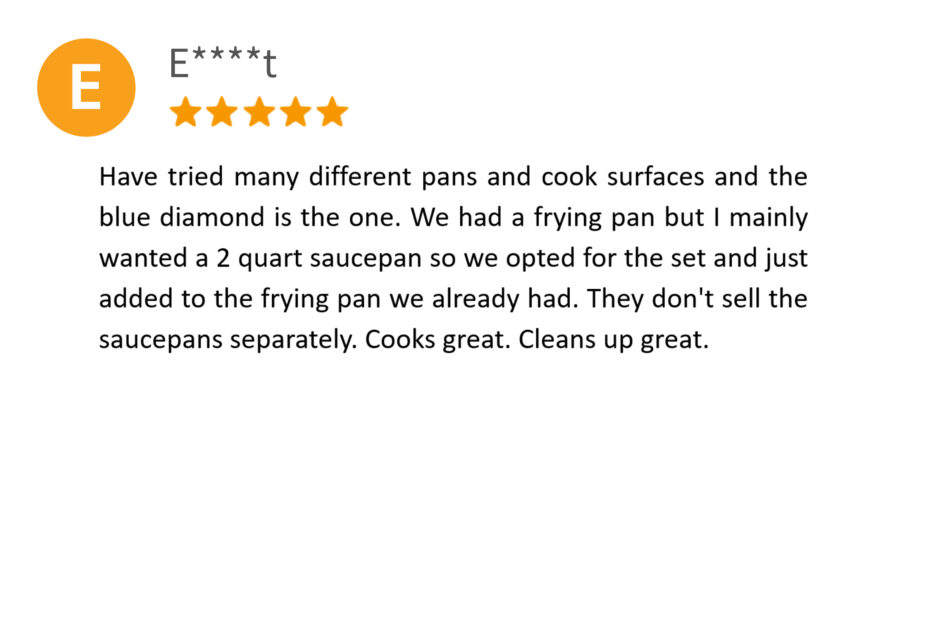 E
E****t
Have tried many different pans and cook surfaces and the
blue diamond is the one. We had a frying pan but I mainly
wanted a 2 quart saucepan so we opted for the set and just
added to the frying pan we already had. They don't sell the
saucepans separately. Cooks great. Cleans up great.